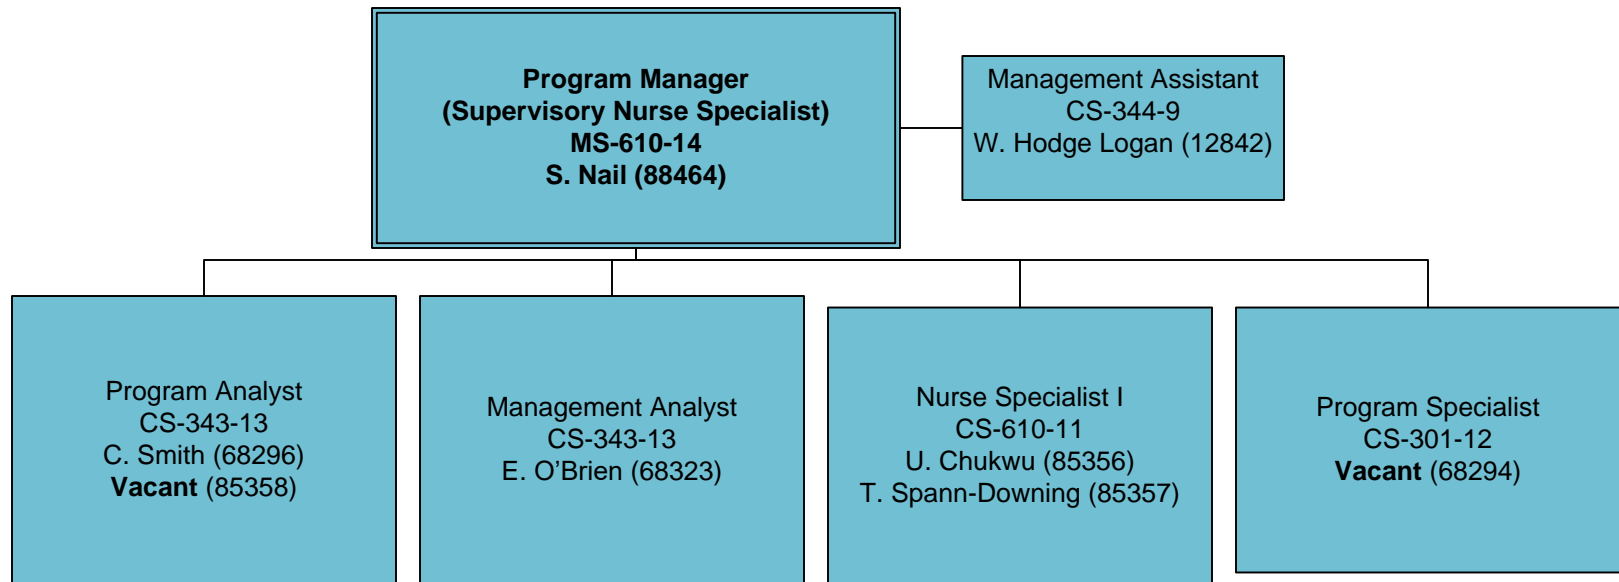 Program Manager
(Supervisory Nurse Specialist)
MS-610-14
S. Nail (88464)
Management Assistant
CS-344-9
W. Hodge Logan (12842)
Program Analyst
CS-343-13
C. Smith (68296)
Vacant (85358)
Management Analyst
CS-343-13
E. O’Brien (68323)
Nurse Specialist I
CS-610-11
U. Chukwu (85356)
T. Spann-Downing (85357)
Program Specialist
CS-301-12
Vacant (68294)